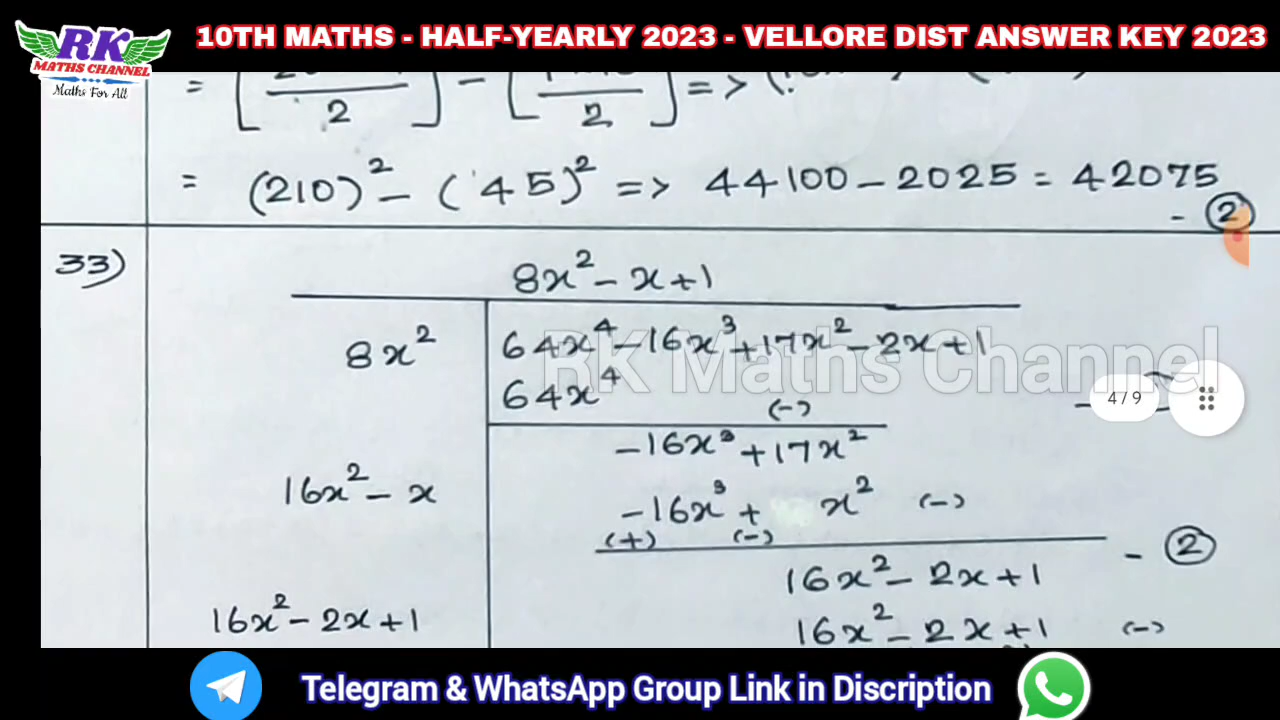 RK
MATHS CHANNEL
Maths For All
10TH MATHS - HALF-YEARLY 2023 - VELLORE DIST ANSWER KEY 2023
= [ /2 ] - [ /2 ] =>
= (210)² - (45)² => 44100 - 2025 = 42075
- ②
33)
8x² - x + 1
8x² 64x⁴ - 16x³ + 17x² - 2x + 1
64x⁴
(-)
-16x³ + 17x²
16x² - x
-16x³ + x² (-)
(+) (-)
- ②
16x² - 2x + 1
16x² - 2x + 1
16x² - 2x + 1 (-)
RK Maths Channel
4 / 9
Telegram & WhatsApp Group Link in Discription